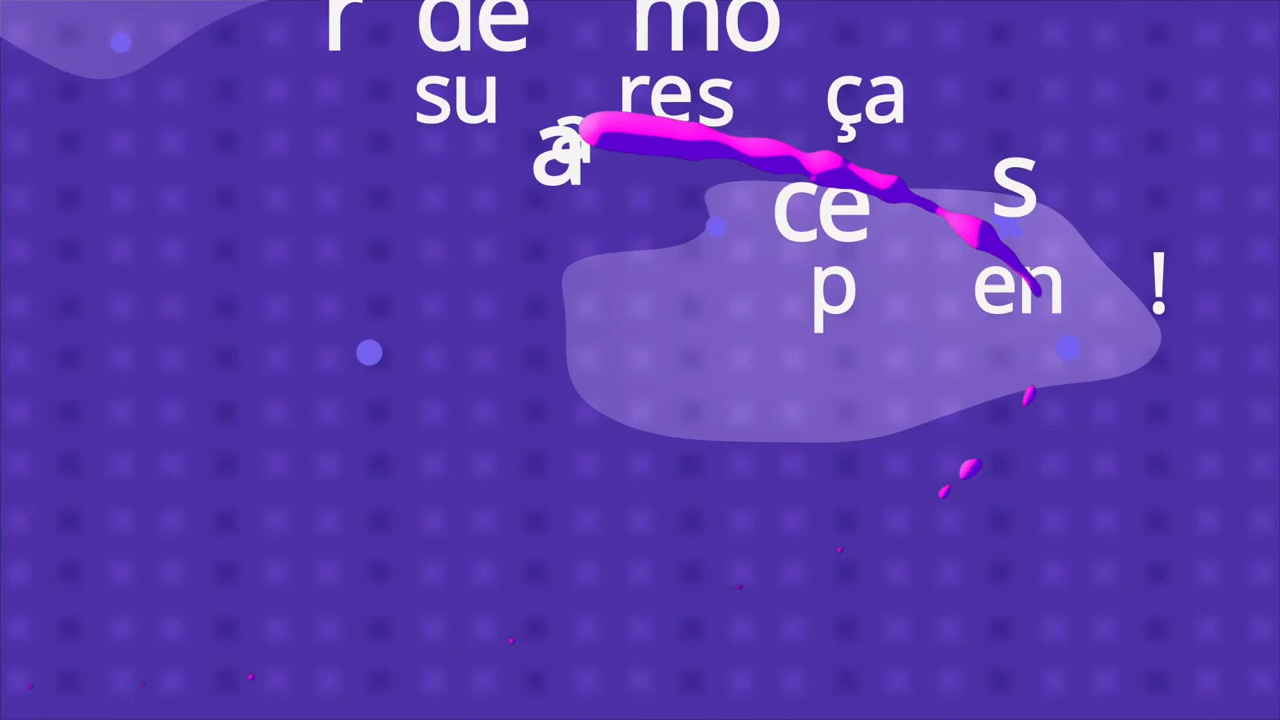 r de mo
su res ça
a a
ce s
p en !